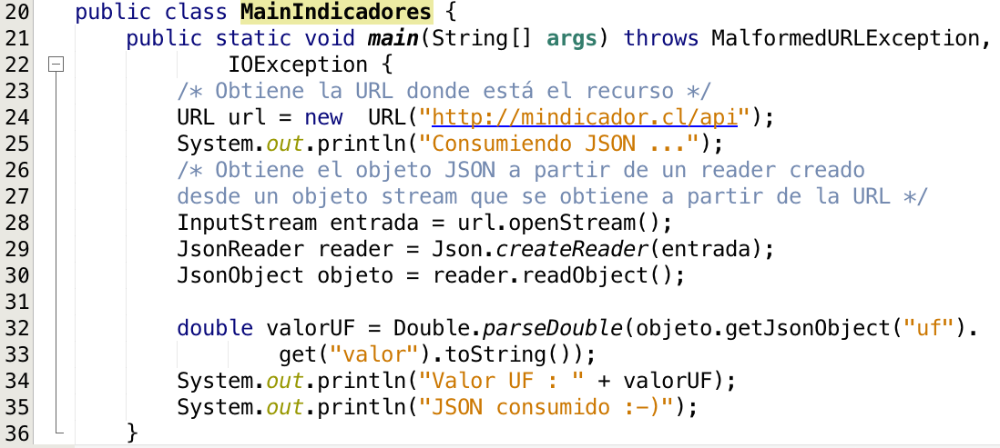 20 public class MainIndicadores {
21 public static void main(String[] args) throws MalformedURLException,
22 IOException {
23 /* Obtiene la URL donde está el recurso */
24 URL url = new  URL("http://mindicador.cl/api");
25 System.out.println("Consumiendo JSON ...");
26 /* Obtiene el objeto JSON a partir de un reader creado
27 desde un objeto stream que se obtiene a partir de la URL */
28 InputStream entrada = url.openStream();
29 JsonReader reader = Json.createReader(entrada);
30 JsonObject objeto = reader.readObject();
31
32 double valorUF = Double.parseDouble(objeto.getJsonObject("uf").
33 get("valor").toString());
34 System.out.println("Valor UF : " + valorUF);
35 System.out.println("JSON consumido :-)");
36 }